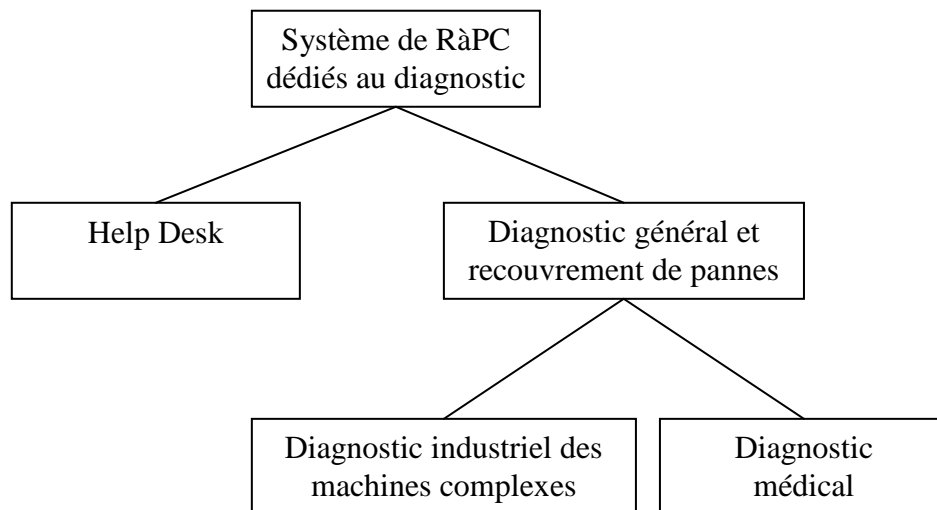 Système de RàPC
dédiés au diagnostic
Help Desk
Diagnostic général et
recouvrement de pannes
Diagnostic industriel des
machines complexes
Diagnostic
médical